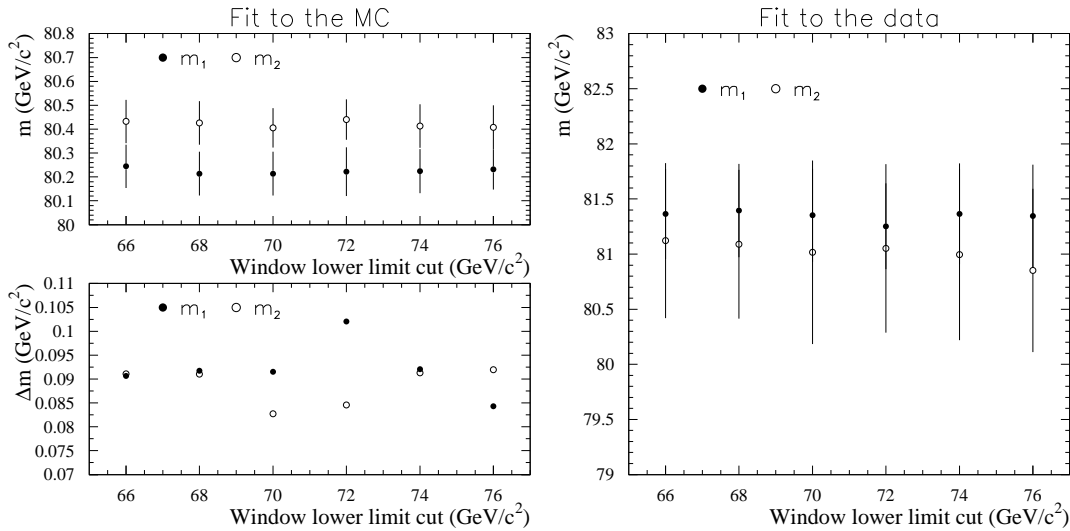 Fit to the MC
m (GeV/c²)
80.8
80.7
80.6
80.5
80.4
80.3
80.2
80.1
80
m₁ m₂
66 68 70 72 74 76
Window lower limit cut (GeV/c²)
Δm (GeV/c²)
0.11
0.105
0.1
0.095
0.09
0.085
0.08
0.075
0.07
m₁ m₂
66 68 70 72 74 76
Window lower limit cut (GeV/c²)
Fit to the data
m (GeV/c²)
83
82.5
82
81.5
81
80.5
80
79.5
79
m₁ m₂
66 68 70 72 74 76
Window lower limit cut (GeV/c²)